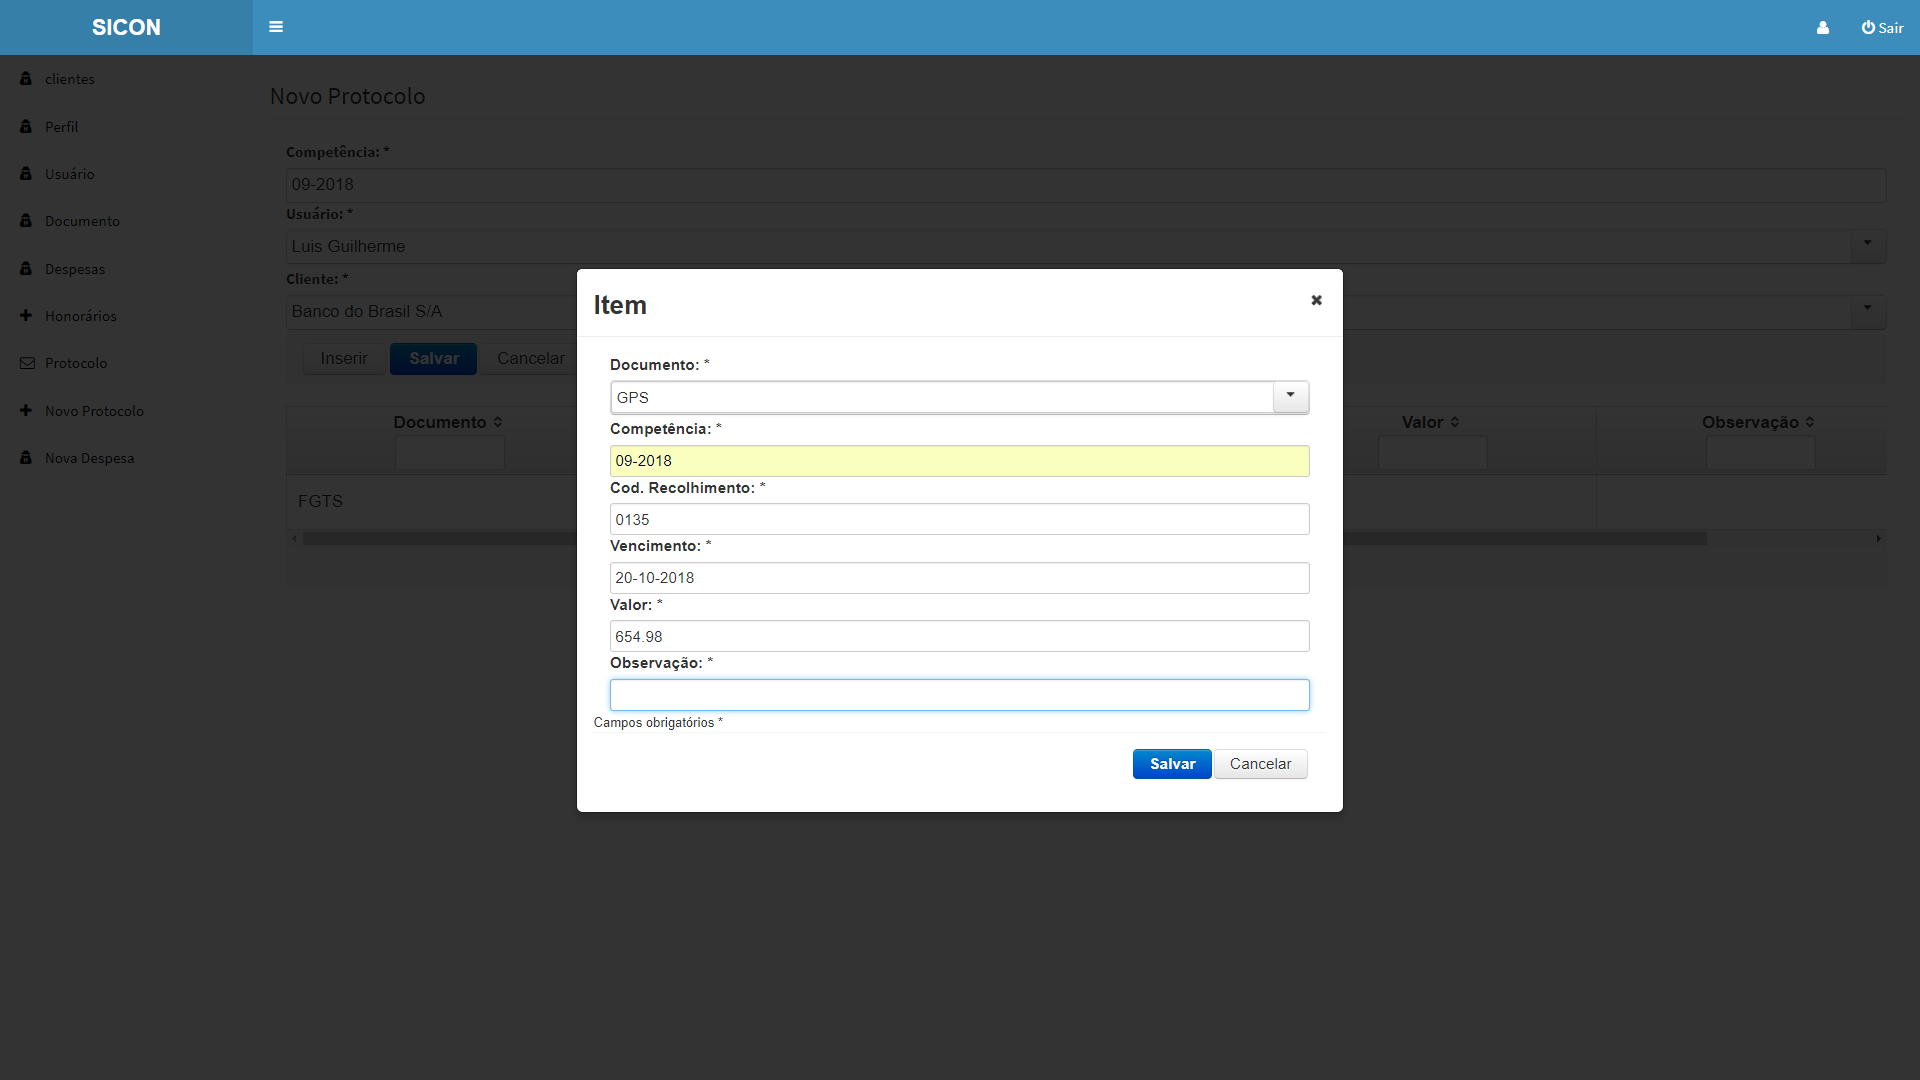 SICON
Sair
clientes
Perfil
Usuário
Documento
Despesas
Honorários
Protocolo
Novo Protocolo
Nova Despesa
Novo Protocolo
Competência: *
09-2018
Usuário: *
Luis Guilherme
Cliente: *
Banco do Brasil S/A
Inserir Salvar Cancelar
Documento Valor Observação
FGTS
Item
Documento: *
GPS
Competência: *
09-2018
Cod. Recolhimento: *
0135
Vencimento: *
20-10-2018
Valor: *
654.98
Observação: *
Campos obrigatórios *
Salvar Cancelar